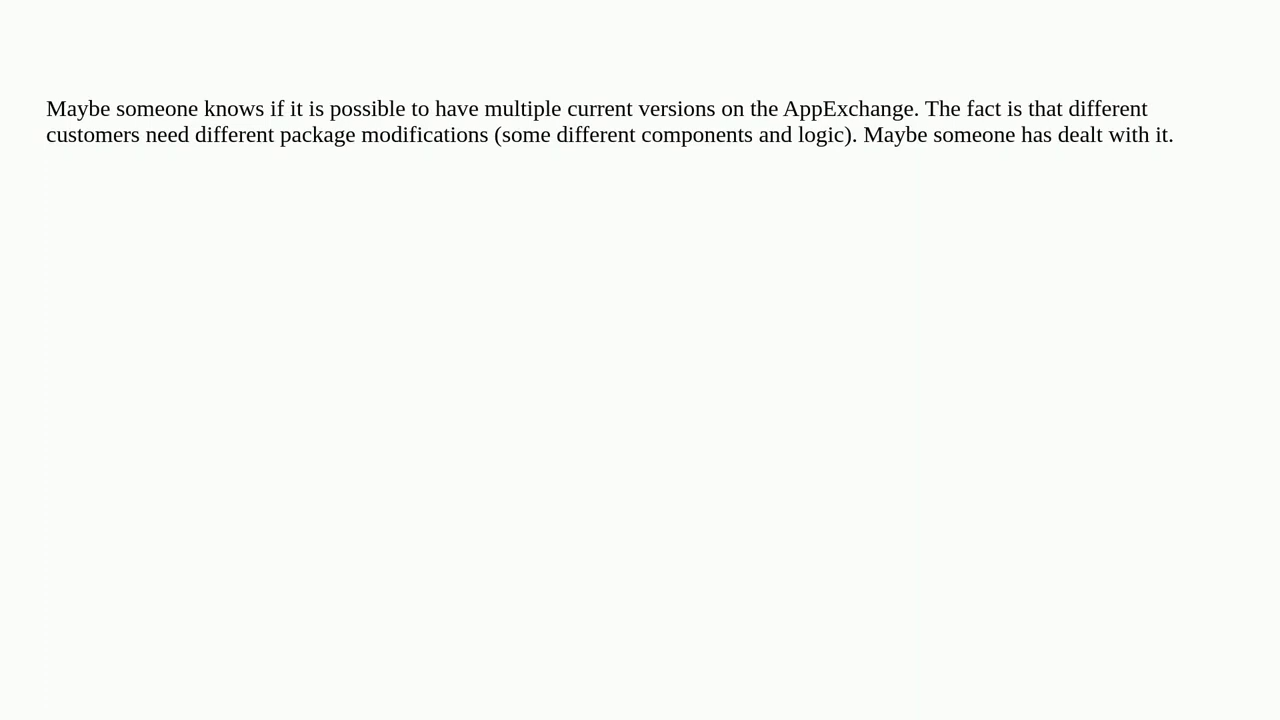 Maybe someone knows if it is possible to have multiple current versions on the AppExchange. The fact is that different
customers need different package modifications (some different components and logic). Maybe someone has dealt with it.